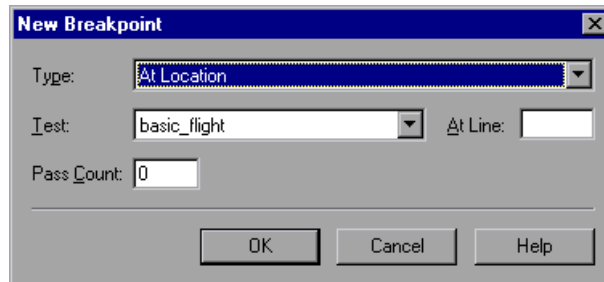 New Breakpoint
Type: At Location
Test: basic_flight At Line:
Pass Count: 0
OK Cancel Help